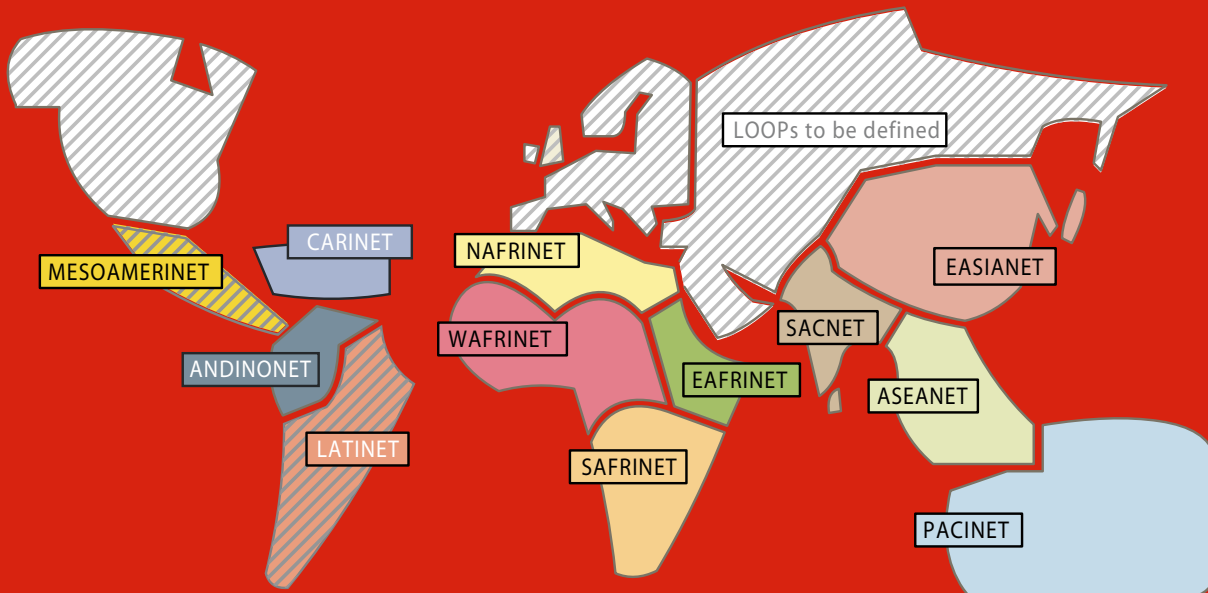 LOOPs to be defined
CARINET
NAFRINET
MESOAMERINET
EASIANET
WAFRINET
SACNET
ANDINONET
EAFRINET
ASEANET
LATINET
SAFRINET
PACINET